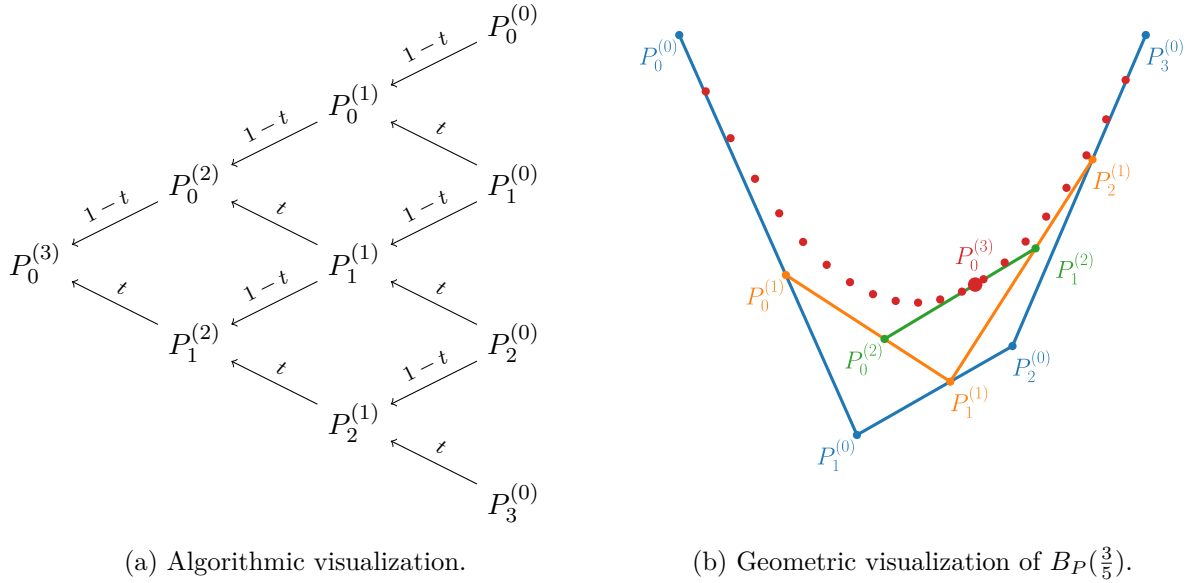 $P_0^{(0)}$
$1-t$
$P_0^{(1)}$
$1-t$
$t$
$P_0^{(2)}$
$P_1^{(0)}$
$1-t$
$t$
$1-t$
$P_0^{(3)}$
$P_1^{(1)}$
$t$
$1-t$
$t$
$P_1^{(2)}$
$P_2^{(0)}$
$t$
$1-t$
$P_2^{(1)}$
$t$
$P_3^{(0)}$
(a) Algorithmic visualization.
$P_0^{(0)}$
$P_3^{(0)}$
$P_2^{(1)}$
$P_0^{(3)}$
$P_1^{(2)}$
$P_0^{(1)}$
$P_0^{(2)}$
$P_2^{(0)}$
$P_1^{(1)}$
$P_1^{(0)}$
(b) Geometric visualization of $B_P(\frac{3}{5})$.